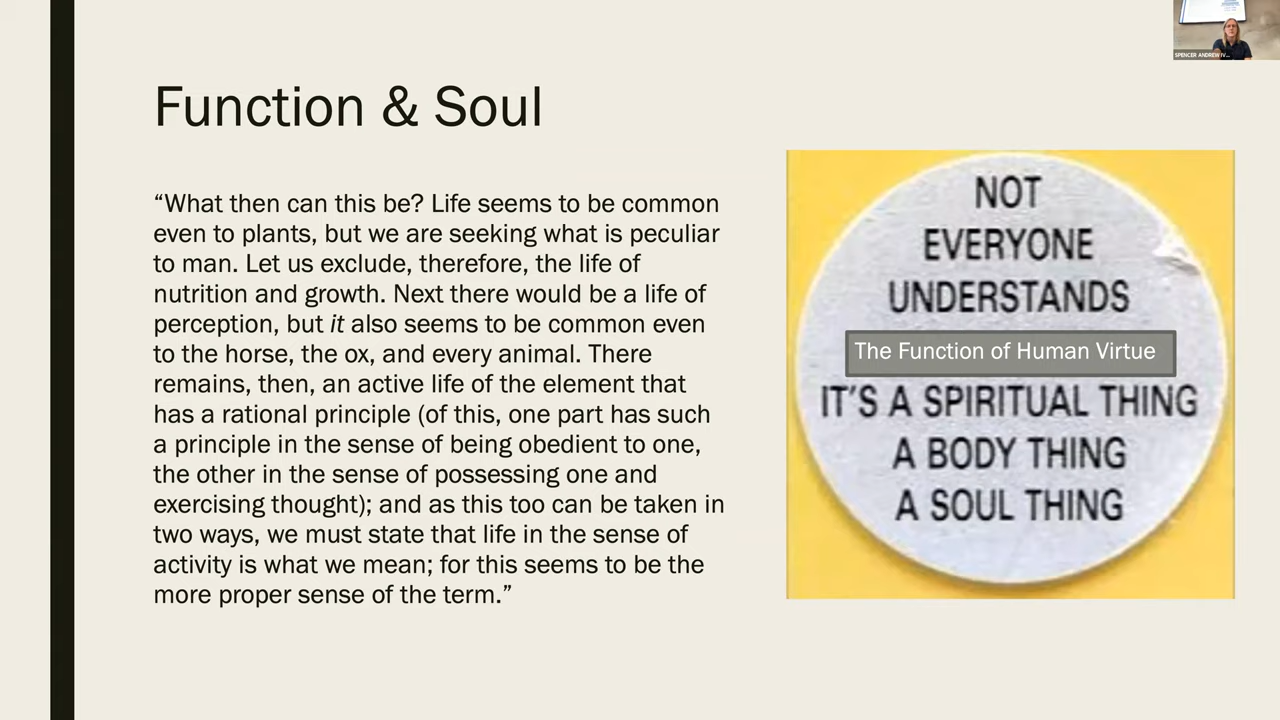 Function & Soul
“What then can this be? Life seems to be common
even to plants, but we are seeking what is peculiar
to man. Let us exclude, therefore, the life of
nutrition and growth. Next there would be a life of
perception, but it also seems to be common even
to the horse, the ox, and every animal. There
remains, then, an active life of the element that
has a rational principle (of this, one part has such
a principle in the sense of being obedient to one,
the other in the sense of possessing one and
exercising thought); and as this too can be taken in
two ways, we must state that life in the sense of
activity is what we mean; for this seems to be the
more proper sense of the term.”
NOT
EVERYONE
UNDERSTANDS
The Function of Human Virtue
IT'S A SPIRITUAL THING
A BODY THING
A SOUL THING
SPENCER ANDREW IV...